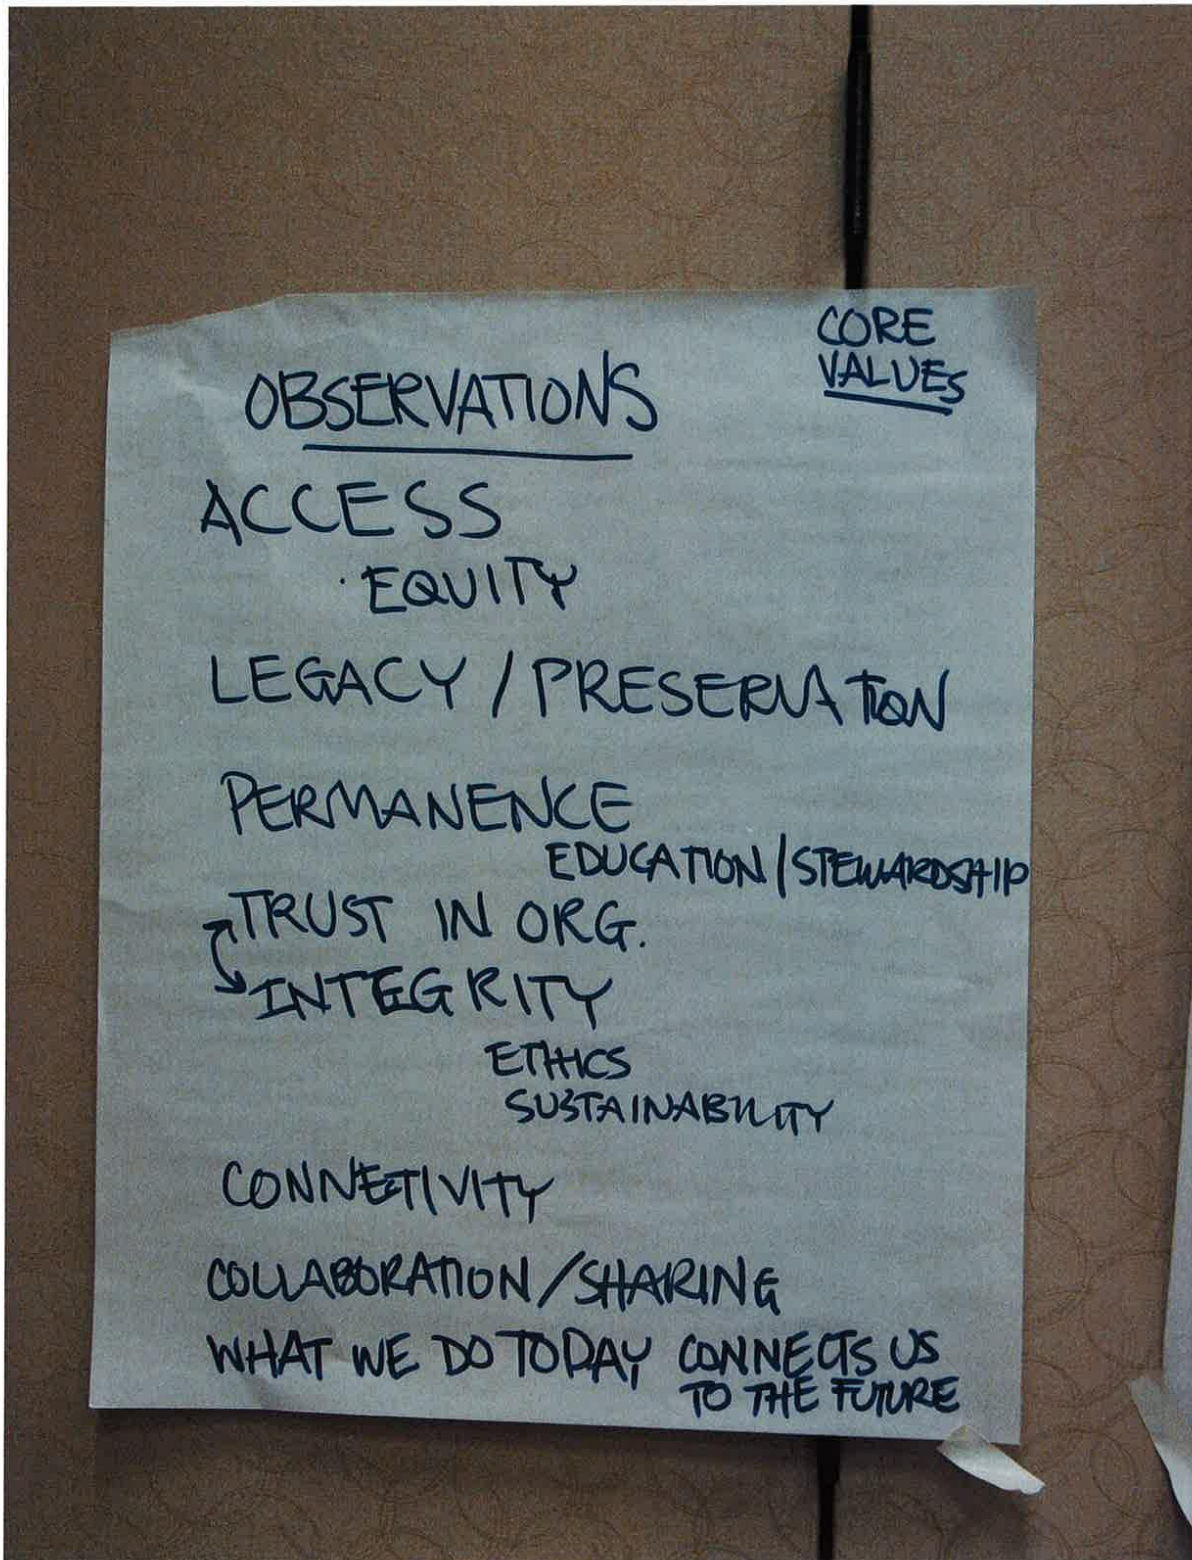 CORE
VALUES
OBSERVATIONS
ACCESS
· EQUITY
LEGACY / PRESERVATION
PERMANENCE
EDUCATION / STEWARDSHIP
TRUST IN ORG.
INTEGRITY
ETHICS
SUSTAINABILITY
CONNETIVITY
COLLABORATION / SHARING
WHAT WE DO TODAY CONNECTS US
TO THE FUTURE